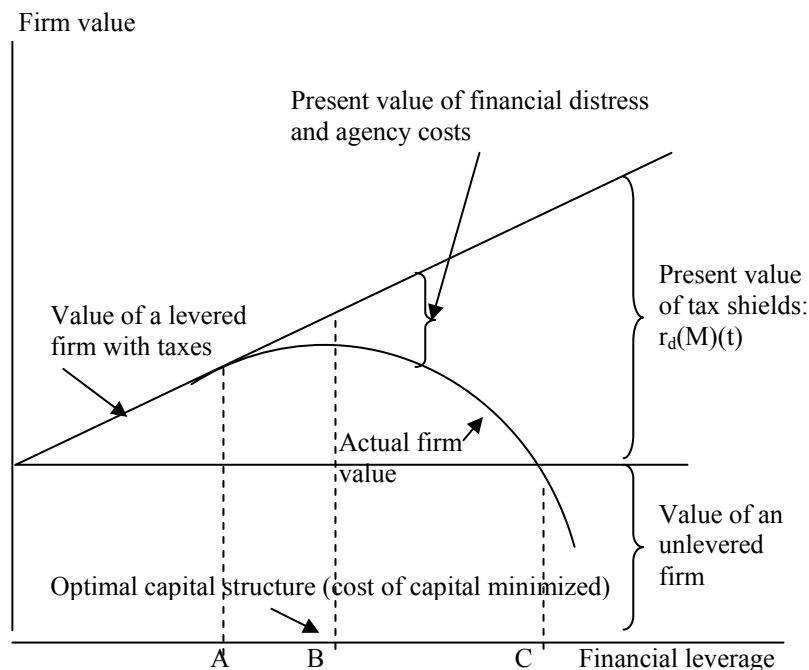 Firm value
Present value of financial distress
and agency costs
Value of a levered
firm with taxes
Present value
of tax shields:
r_d(M)(t)
Actual firm
value
Value of an
unlevered
firm
Optimal capital structure (cost of capital minimized)
A B C Financial leverage